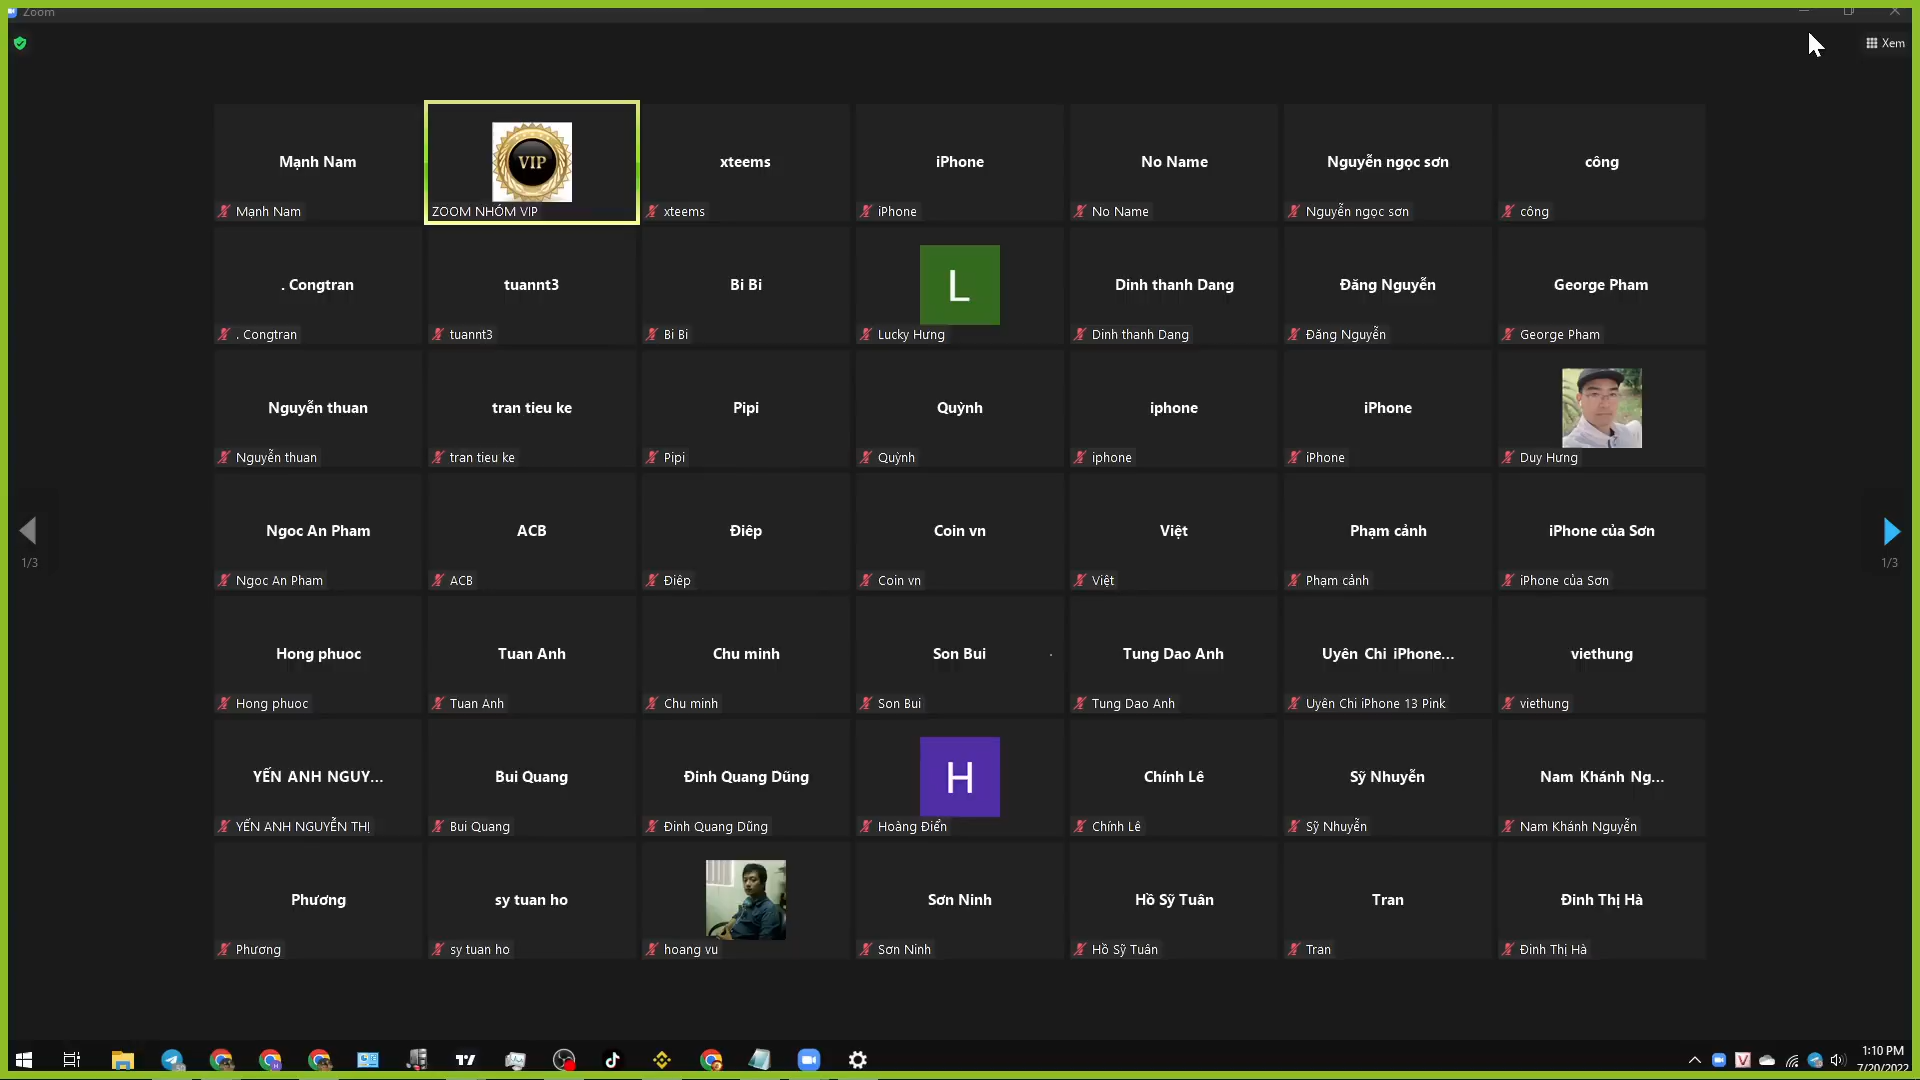 Zoom
Xem
Mạnh Nam
VIP
xteems
iPhone
No Name
Nguyễn ngọc sơn
công
Mạnh Nam
ZOOM NHÓM VIP
xteems
iPhone
No Name
Nguyễn ngọc sơn
công
. Congtran
tuannt3
Bi Bi
L
Dinh thanh Dang
Đăng Nguyễn
George Pham
. Congtran
tuannt3
Bi Bi
Lucky Hưng
Dinh thanh Dang
Đăng Nguyễn
George Pham
Nguyễn thuan
tran tieu ke
Pipi
Quỳnh
iphone
iPhone
Nguyễn thuan
tran tieu ke
Pipi
Quỳnh
iphone
iPhone
Duy Hưng
Ngoc An Pham
ACB
Điêp
Coin vn
Việt
Phạm cảnh
iPhone của Sơn
1/3
1/3
Ngoc An Pham
ACB
Điêp
Coin vn
Việt
Phạm cảnh
iPhone của Sơn
Hong phuoc
Tuan Anh
Chu minh
Son Bui
Tung Dao Anh
Uyên Chi iPhone...
viethung
Hong phuoc
Tuan Anh
Chu minh
Son Bui
Tung Dao Anh
Uyên Chi iPhone 13 Pink
viethung
YẾN ANH NGUY...
Bui Quang
Đinh Quang Dũng
H
Chính Lê
Sỹ Nhuyễn
Nam Khánh Ng...
YẾN ANH NGUYỄN THỊ
Bui Quang
Đinh Quang Dũng
Hoàng Điển
Chính Lê
Sỹ Nhuyễn
Nam Khánh Nguyễn
Phương
sy tuan ho
Sơn Ninh
Hồ Sỹ Tuân
Tran
Đinh Thị Hà
Phương
sy tuan ho
hoang vu
Sơn Ninh
Hồ Sỹ Tuân
Tran
Đinh Thị Hà
1:10 PM
7/20/2022